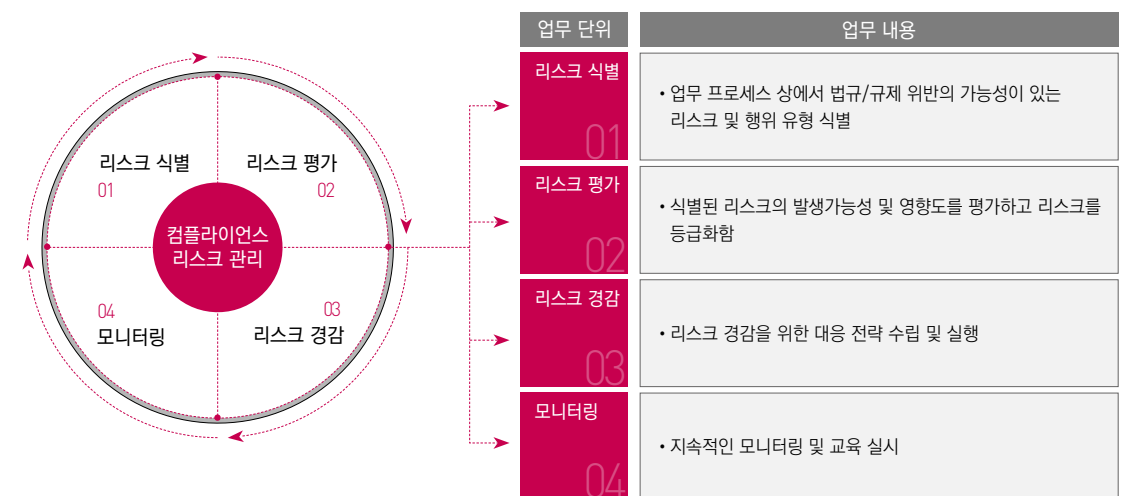 리스크 식별
01
리스크 평가
02
컴플라이언스
리스크 관리
04
모니터링
03
리스크 경감
업무 단위
업무 내용
리스크 식별
01
• 업무 프로세스 상에서 법규/규제 위반의 가능성이 있는
리스크 및 행위 유형 식별
리스크 평가
02
• 식별된 리스크의 발생가능성 및 영향도를 평가하고 리스크를
등급화함
리스크 경감
03
• 리스크 경감을 위한 대응 전략 수립 및 실행
모니터링
04
• 지속적인 모니터링 및 교육 실시